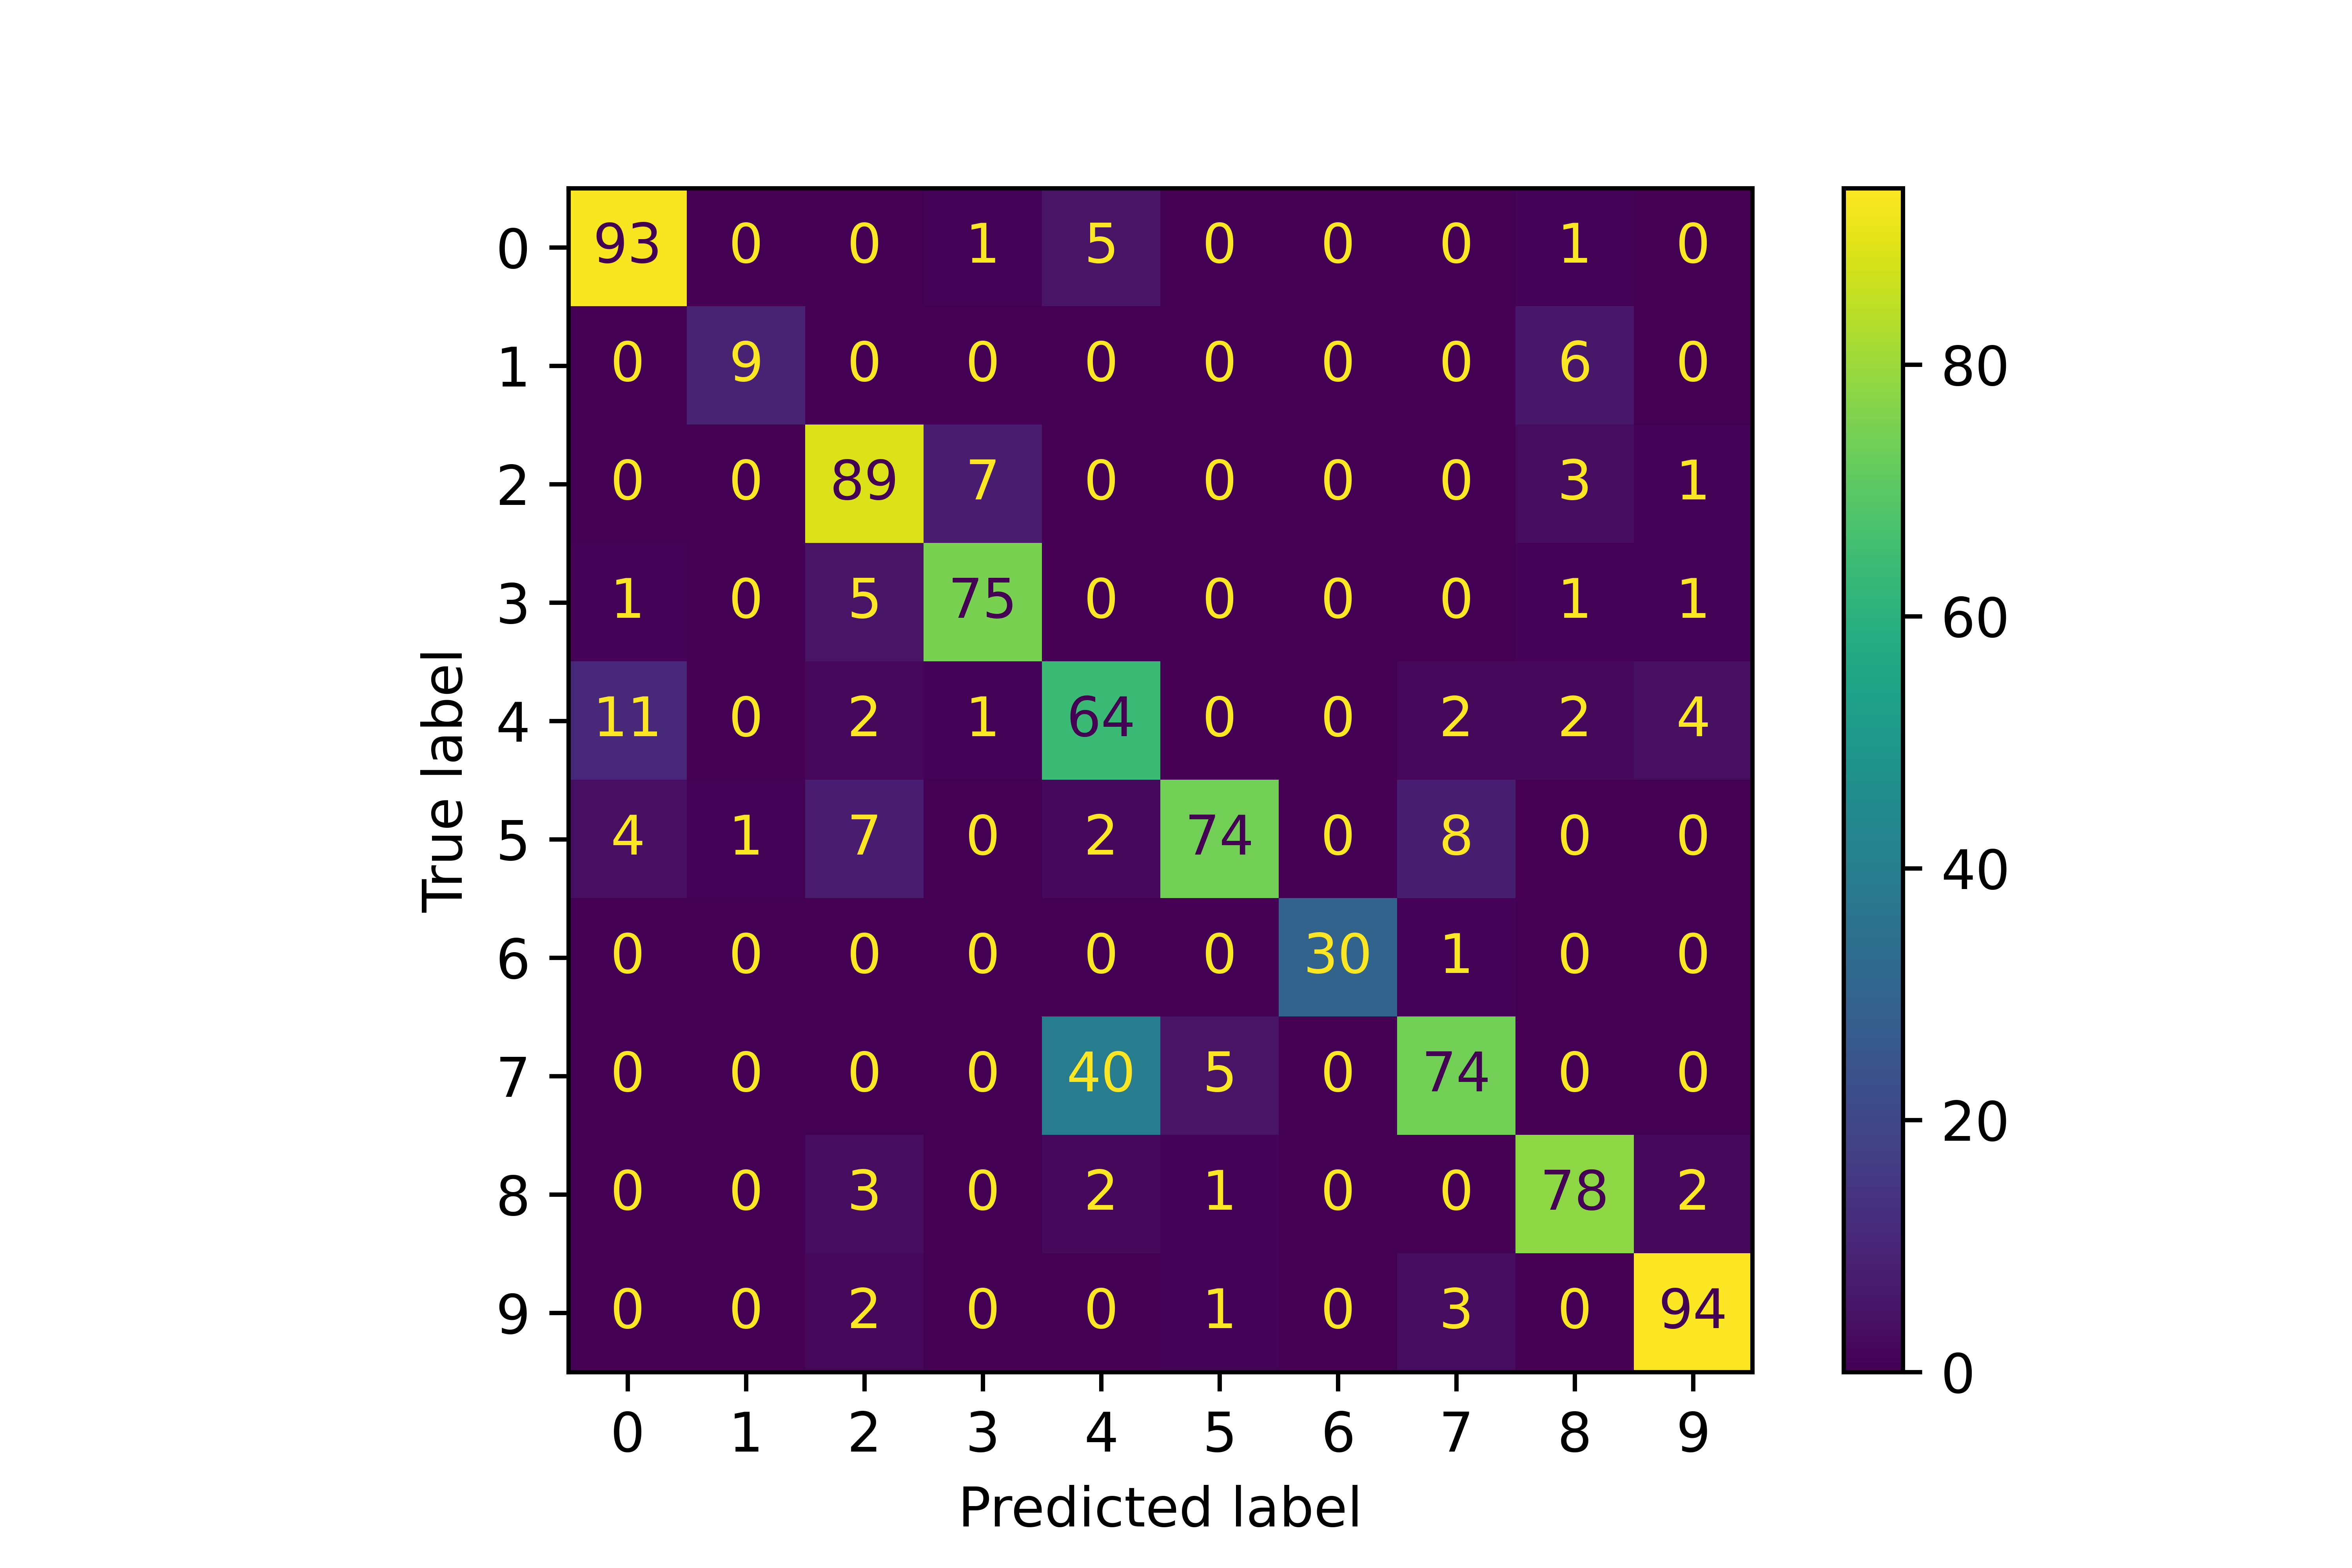 0 93 0 0 1 5 0 0 0 1 0
1 0 9 0 0 0 0 0 0 6 0
2 0 0 89 7 0 0 0 0 3 1
3 1 0 5 75 0 0 0 0 1 1
4 11 0 2 1 64 0 0 2 2 4
5 4 1 7 0 2 74 0 8 0 0
6 0 0 0 0 0 0 30 1 0 0
7 0 0 0 0 40 5 0 74 0 0
8 0 0 3 0 2 1 0 0 78 2
9 0 0 2 0 0 1 0 3 0 94
0 1 2 3 4 5 6 7 8 9
Predicted label
True label
80
60
40
20
0